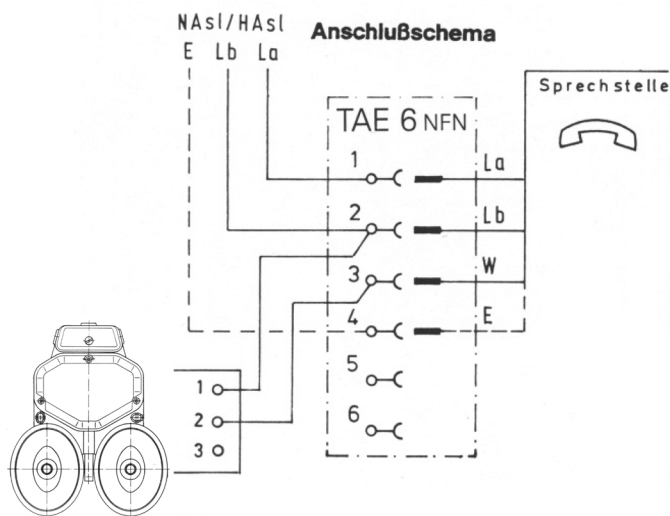 NAsl/HAsl
E Lb La
Anschlußschema
Sprechstelle
TAE 6 NFN
1 La
2 Lb
3 W
4 E
5
6
1
2
3